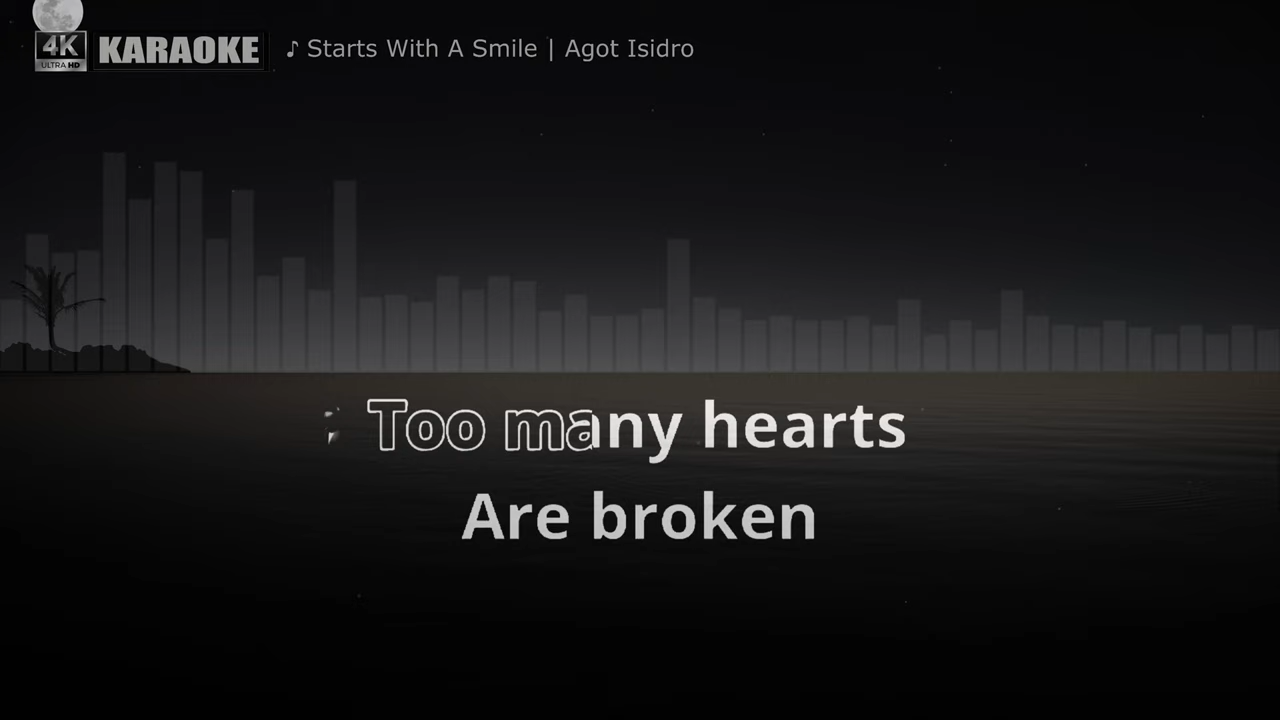 4K
ULTRA HD
KARAOKE
♪ Starts With A Smile | Agot Isidro
Too many hearts
Are broken